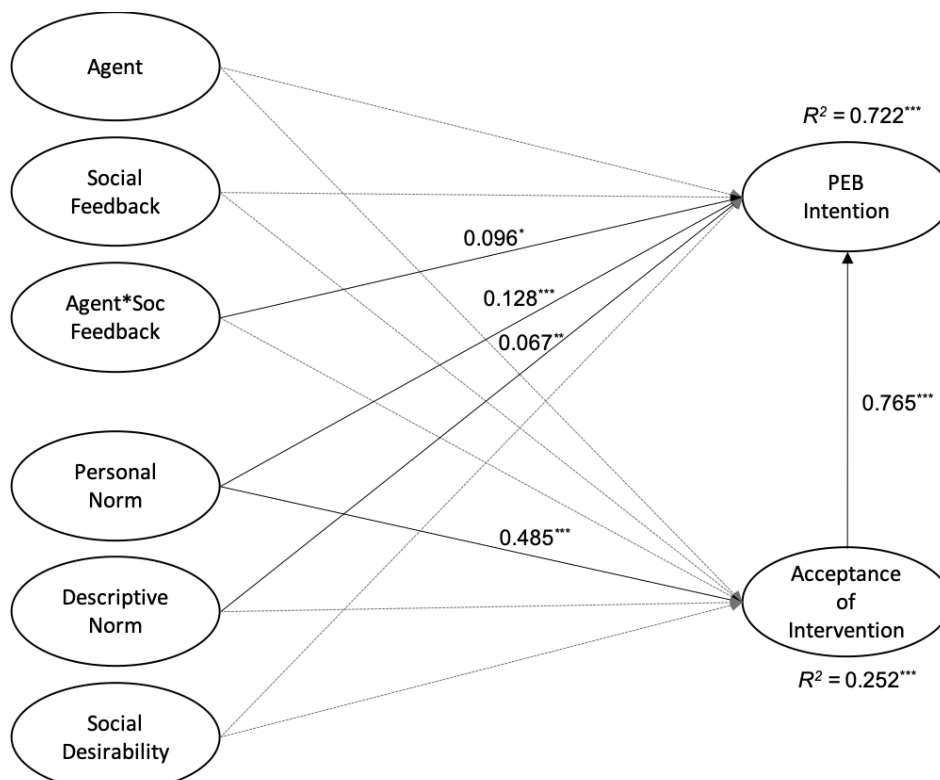 Agent
R² = 0.722***
Social
Feedback
PEB
Intention
0.096*
Agent*Soc
Feedback
0.128***
0.067**
0.765***
Personal
Norm
0.485***
Descriptive
Norm
Acceptance
of
Intervention
R² = 0.252***
Social
Desirability